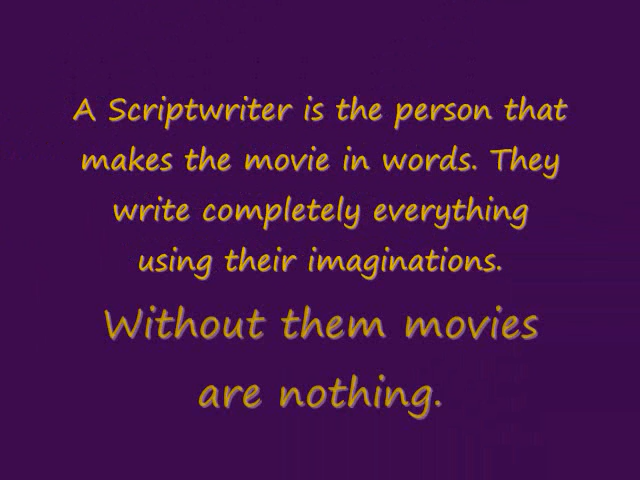 A Scriptwriter is the person that
makes the movie in words. They
write completely everything
using their imaginations.
Without them movies
are nothing.